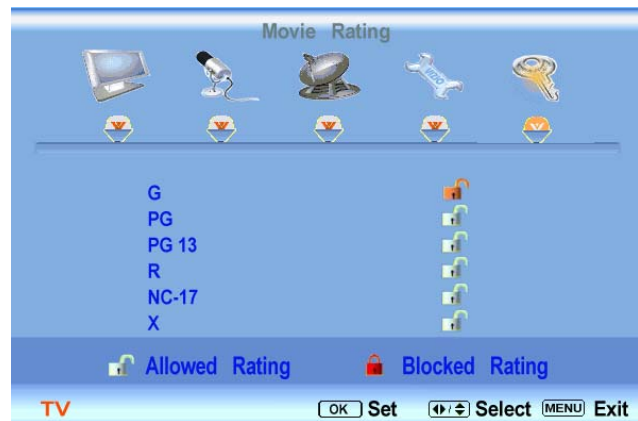 Movie Rating
G
PG
PG 13
R
NC-17
X
Allowed Rating Blocked Rating
TV OK Set Select MENU Exit